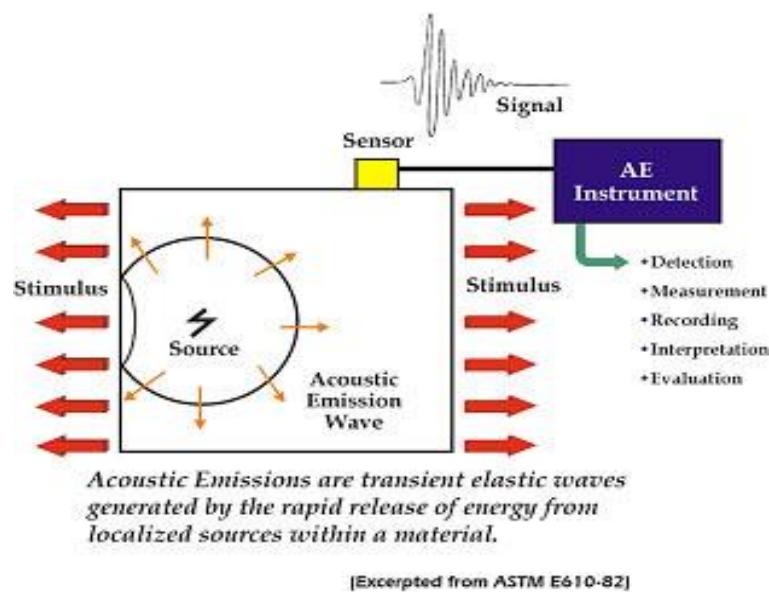 Signal
Sensor
AE
Instrument
Stimulus
Source
Acoustic
Emission
Wave
Stimulus
•Detection
•Measurement
•Recording
•Interpretation
•Evaluation
Acoustic Emissions are transient elastic waves
generated by the rapid release of energy from
localized sources within a material.
[Excerpted from ASTM E610-82]